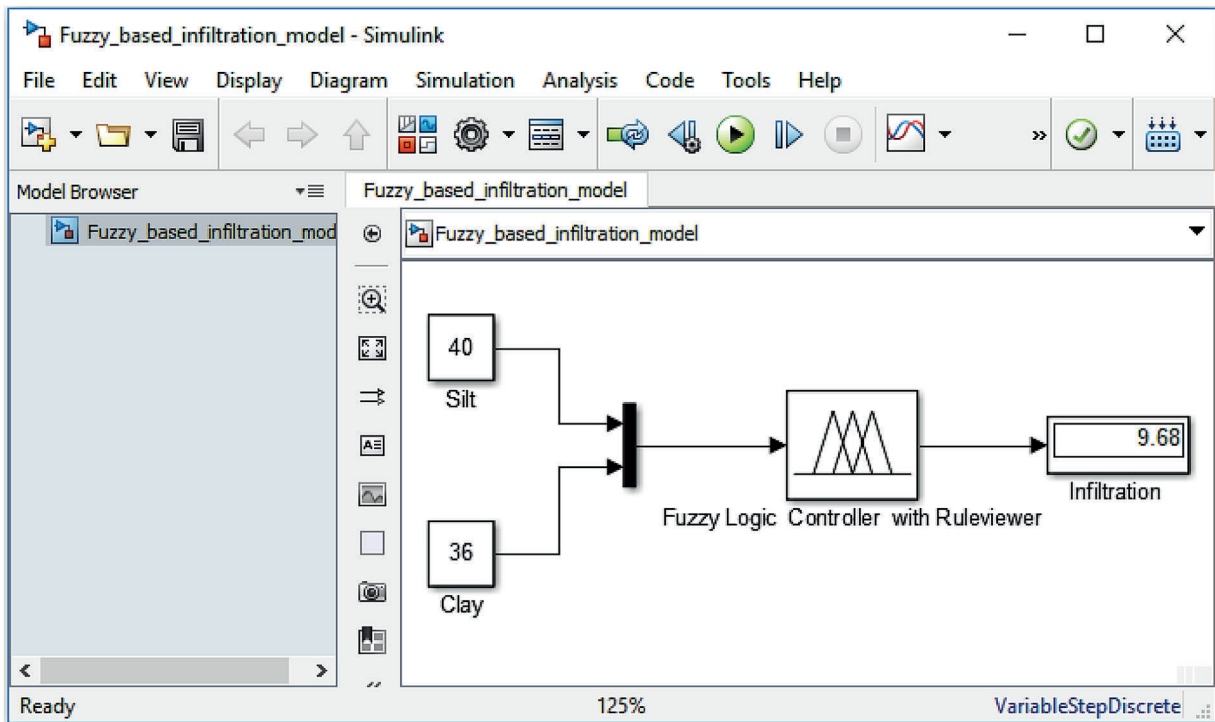 Fuzzy_based_infiltration_model - Simulink
File Edit View Display Diagram Simulation Analysis Code Tools Help
»
Model Browser
Fuzzy_based_infiltration_model
Fuzzy_based_infiltration_mod
Fuzzy_based_infiltration_model
40
Silt
36
Clay
Fuzzy Logic Controller with Ruleviewer
9.68
Infiltration
Ready 125% VariableStepDiscrete